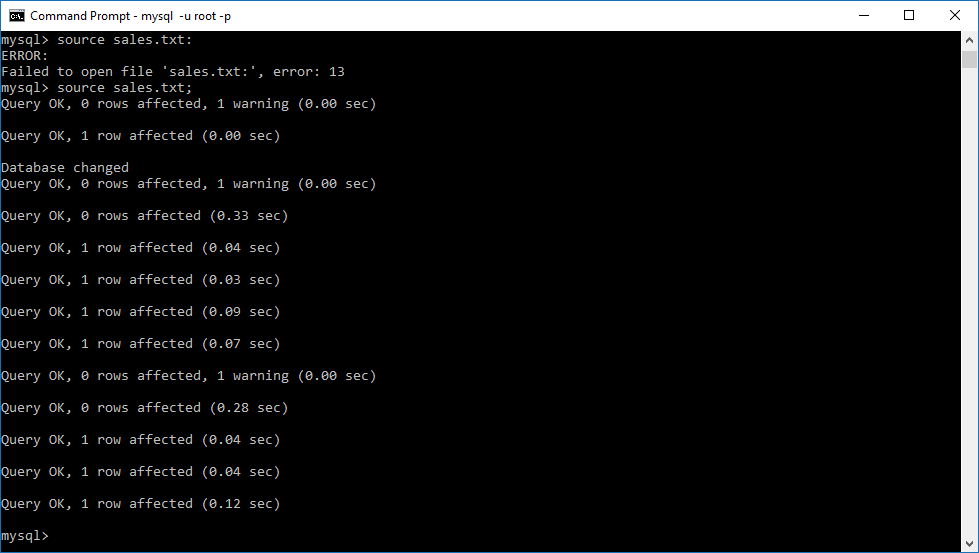 Command Prompt - mysql -u root -p
mysql> source sales.txt:
ERROR:
Failed to open file 'sales.txt:', error: 13
mysql> source sales.txt;
Query OK, 0 rows affected, 1 warning (0.00 sec)
Query OK, 1 row affected (0.00 sec)
Database changed
Query OK, 0 rows affected, 1 warning (0.00 sec)
Query OK, 0 rows affected (0.33 sec)
Query OK, 1 row affected (0.04 sec)
Query OK, 1 row affected (0.03 sec)
Query OK, 1 row affected (0.09 sec)
Query OK, 1 row affected (0.07 sec)
Query OK, 0 rows affected, 1 warning (0.00 sec)
Query OK, 0 rows affected (0.28 sec)
Query OK, 1 row affected (0.04 sec)
Query OK, 1 row affected (0.04 sec)
Query OK, 1 row affected (0.12 sec)
mysql>